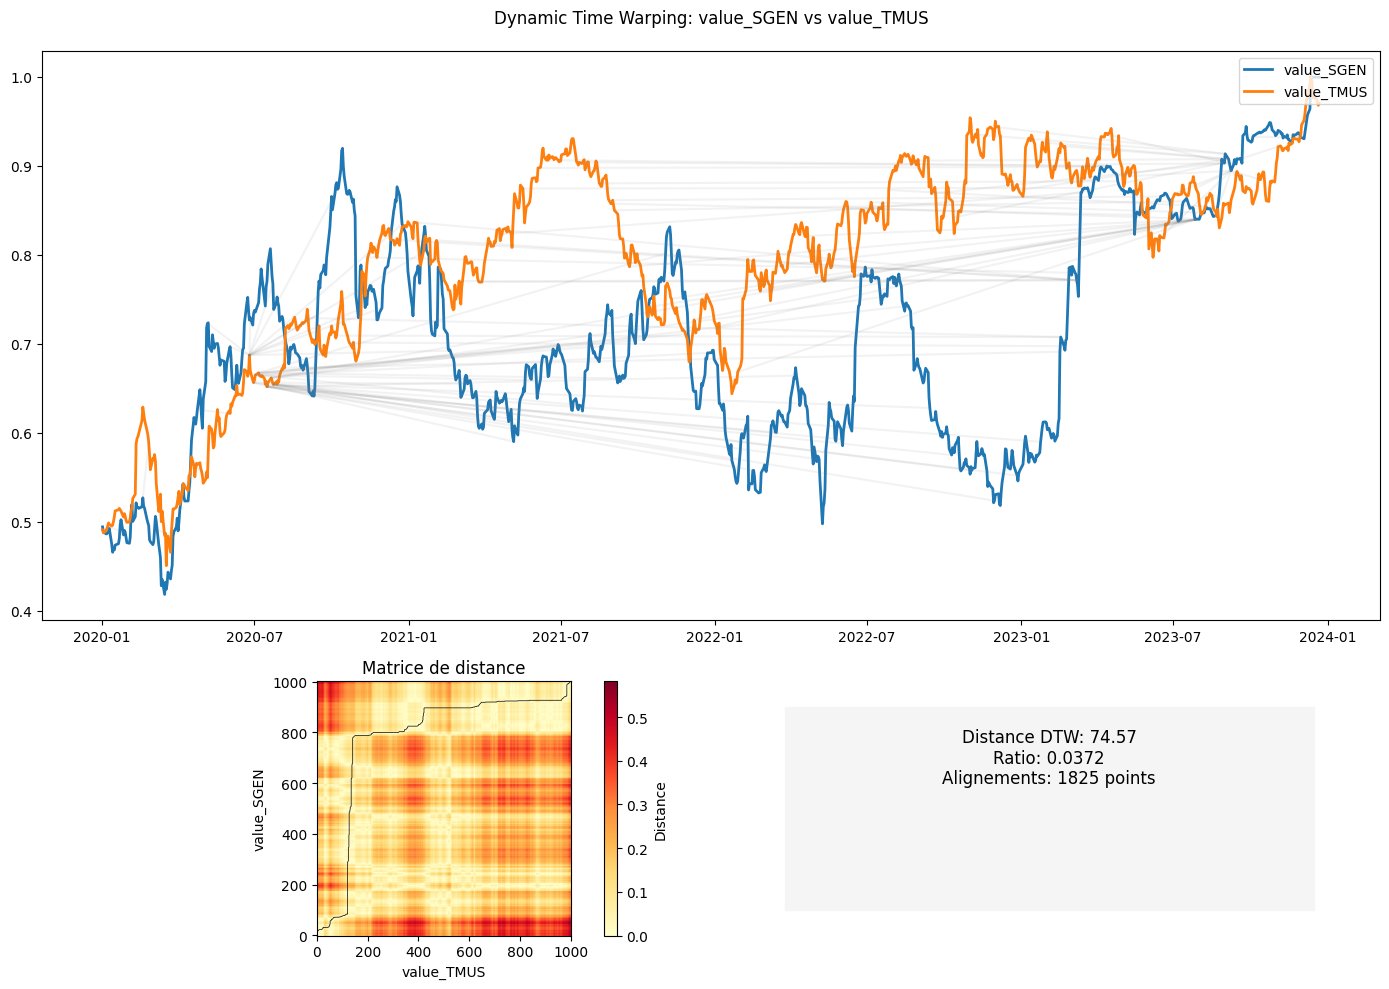 Dynamic Time Warping: value_SGEN vs value_TMUS
value_SGEN
value_TMUS
1.0
0.9
0.8
0.7
0.6
0.5
0.4
2020-01 2020-07 2021-01 2021-07 2022-01 2022-07 2023-01 2023-07 2024-01
Matrice de distance
value_SGEN
1000
800
600
400
200
0
0 200 400 600 800 1000
value_TMUS
0.5
0.4
0.3
0.2
0.1
0.0
Distance
Distance DTW: 74.57
Ratio: 0.0372
Alignements: 1825 points